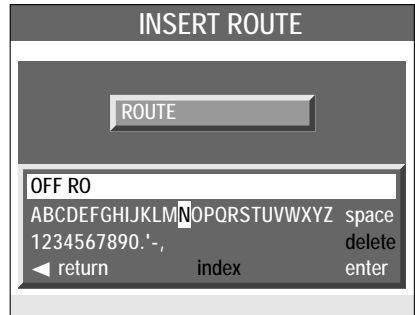 INSERT ROUTE
ROUTE
OFF RO
ABCDEFGHIJKLMNOPQRSTUVWXYZ space
1234567890.'-, delete
◄ return index enter